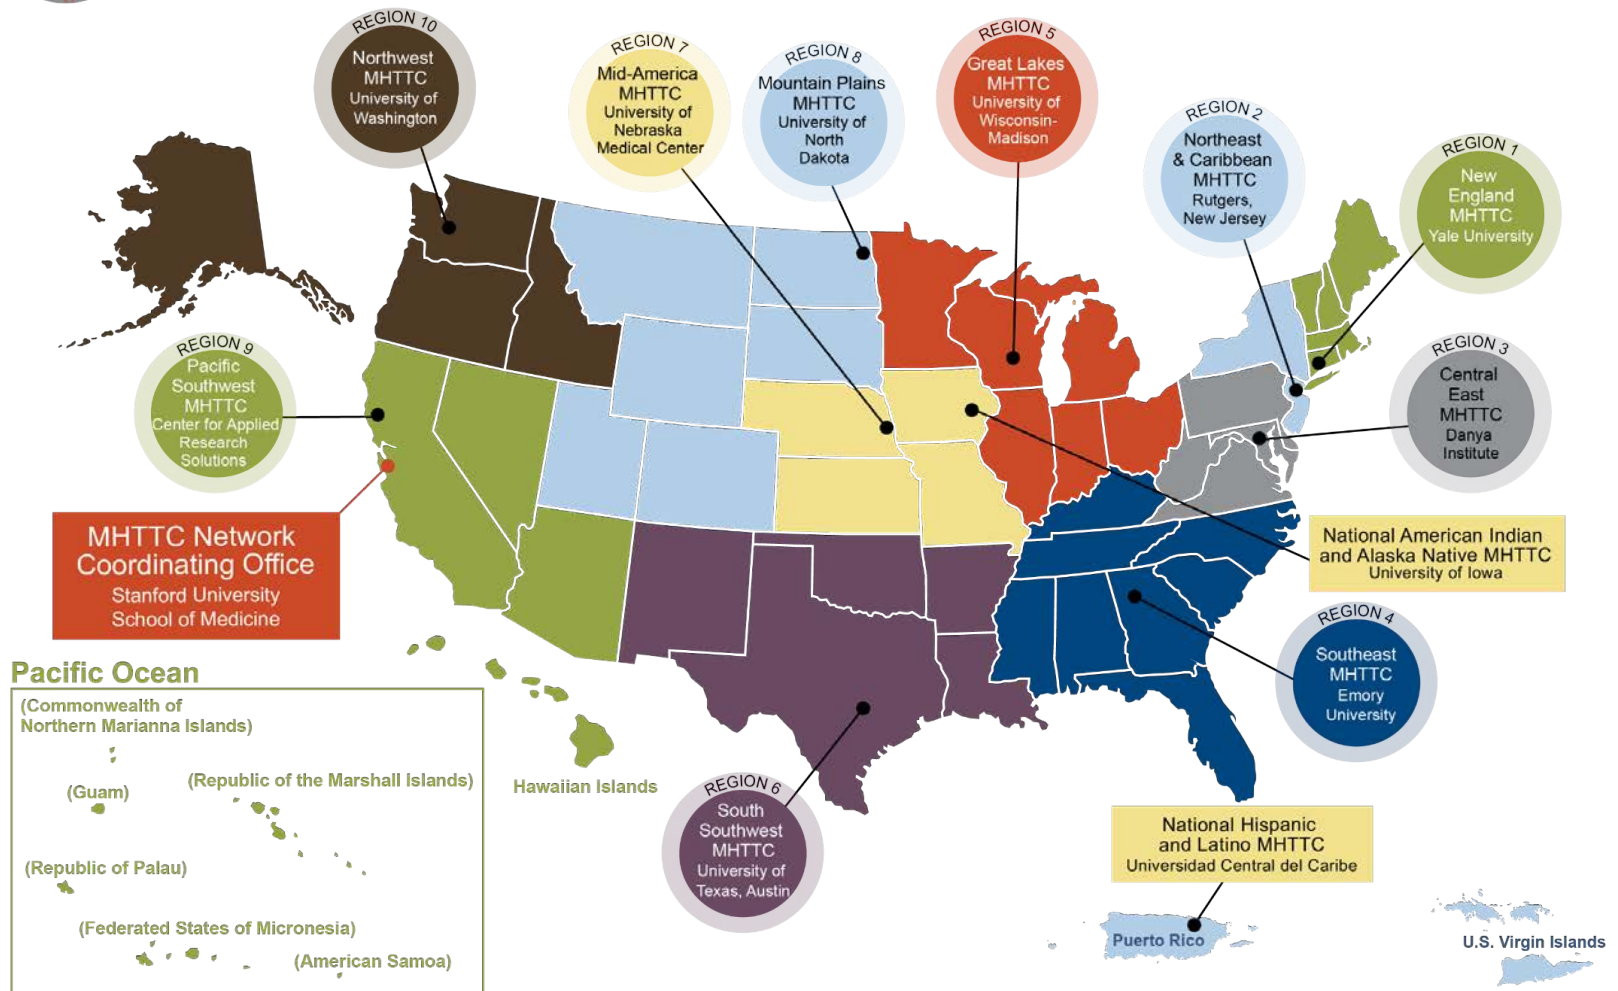 REGION 10
Northwest
MHTTC
University of
Washington
REGION 7
Mid-America
MHTTC
University of
Nebraska
Medical Center
REGION 8
Mountain Plains
MHTTC
University of
North
Dakota
REGION 5
Great Lakes
MHTTC
University of
Wisconsin-
Madison
REGION 2
Northeast
& Caribbean
MHTTC
Rutgers,
New Jersey
REGION 1
New
England
MHTTC
Yale University
REGION 9
Pacific
Southwest
MHTTC
Center for Applied
Research
Solutions
REGION 3
Central
East
MHTTC
Danya
Institute
MHTTC Network
Coordinating Office
Stanford University
School of Medicine
National American Indian
and Alaska Native MHTTC
University of Iowa
REGION 4
Southeast
MHTTC
Emory
University
Pacific Ocean
(Commonwealth of
Northern Marianna Islands)
(Guam)
(Republic of the Marshall Islands)
(Republic of Palau)
(Federated States of Micronesia)
(American Samoa)
Hawaiian Islands
REGION 6
South
Southwest
MHTTC
University of
Texas, Austin
National Hispanic
and Latino MHTTC
Universidad Central del Caribe
Puerto Rico
U.S. Virgin Islands